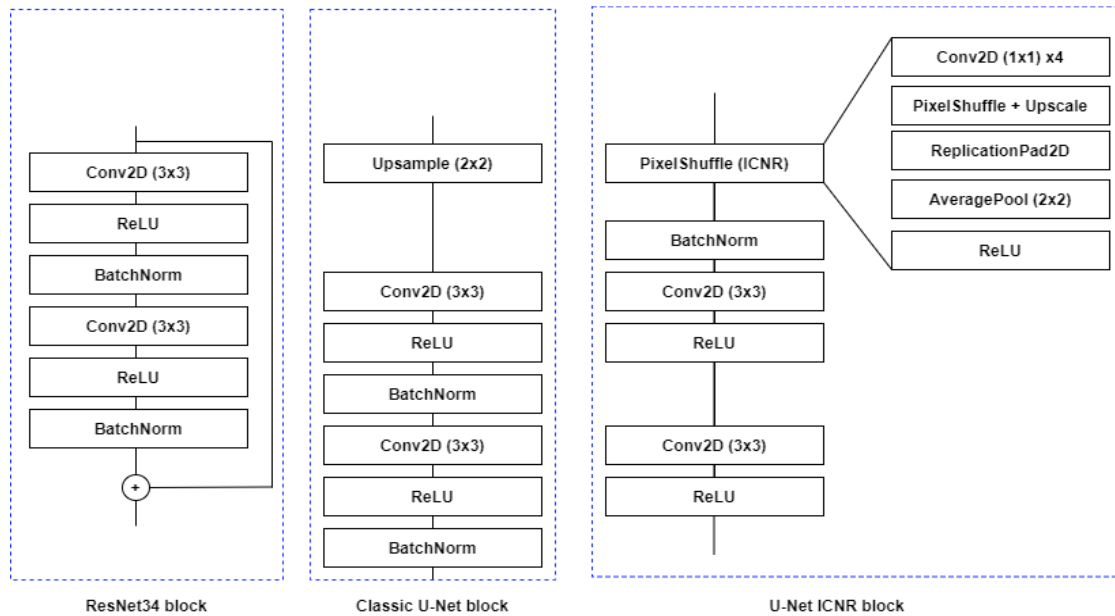 Conv2D (3x3)
ReLU
BatchNorm
Conv2D (3x3)
ReLU
BatchNorm
+
ResNet34 block
Upsample (2x2)
Conv2D (3x3)
ReLU
BatchNorm
Conv2D (3x3)
ReLU
BatchNorm
Classic U-Net block
PixelShuffle (ICNR)
BatchNorm
Conv2D (3x3)
ReLU
Conv2D (3x3)
ReLU
Conv2D (1x1) x4
PixelShuffle + Upscale
ReplicationPad2D
AveragePool (2x2)
ReLU
U-Net ICNR block